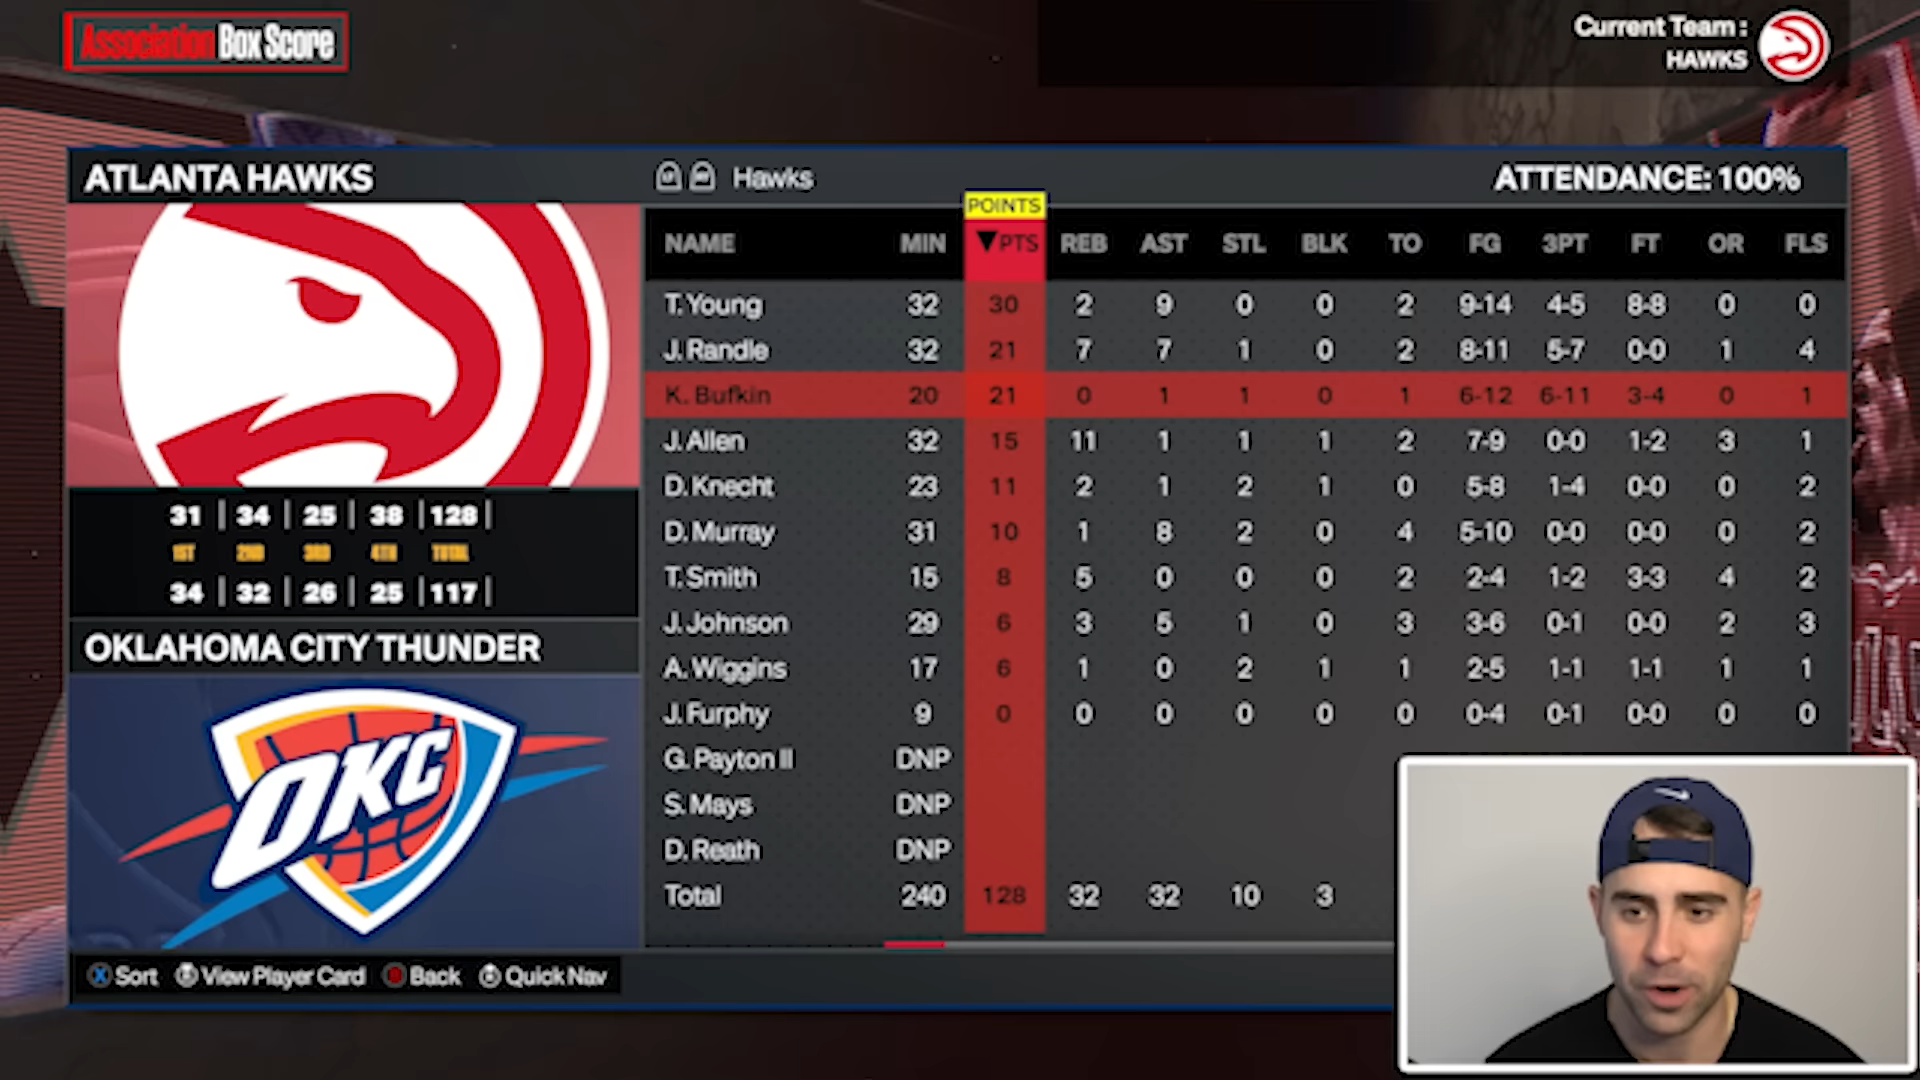 Association Box Score
Current Team :
HAWKS
ATLANTA HAWKS
Hawks
ATTENDANCE: 100%
POINTS
NAME MIN PTS REB AST STL BLK TO FG 3PT FT OR FLS
T. Young 32 30 2 9 0 0 2 9-14 4-5 8-8 0 0
J. Randle 32 21 7 7 1 0 2 8-11 5-7 0-0 1 4
K. Bufkin 20 21 0 1 1 0 1 6-12 6-11 3-4 0 1
J. Allen 32 15 11 1 1 1 2 7-9 0-0 1-2 3 1
D. Knecht 23 11 2 1 2 1 0 5-8 1-4 0-0 0 2
D. Murray 31 10 1 8 2 0 4 5-10 0-0 0-0 0 2
T. Smith 15 8 5 0 0 0 2 2-4 1-2 3-3 4 2
J. Johnson 29 6 3 5 1 0 3 3-6 0-1 0-0 2 3
A. Wiggins 17 6 1 0 2 1 1 2-5 1-1 1-1 1 1
J. Furphy 9 0 0 0 0 0 0 0-4 0-1 0-0 0 0
G. Payton II DNP
S. Mays DNP
D. Reath DNP
Total 240 128 32 32 10 3
31 | 34 | 25 | 38 | 128 |
1ST 2ND 3RD 4TH TOTAL
34 | 32 | 26 | 25 | 117 |
OKLAHOMA CITY THUNDER
OKC
X Sort View Player Card Back Quick Nav